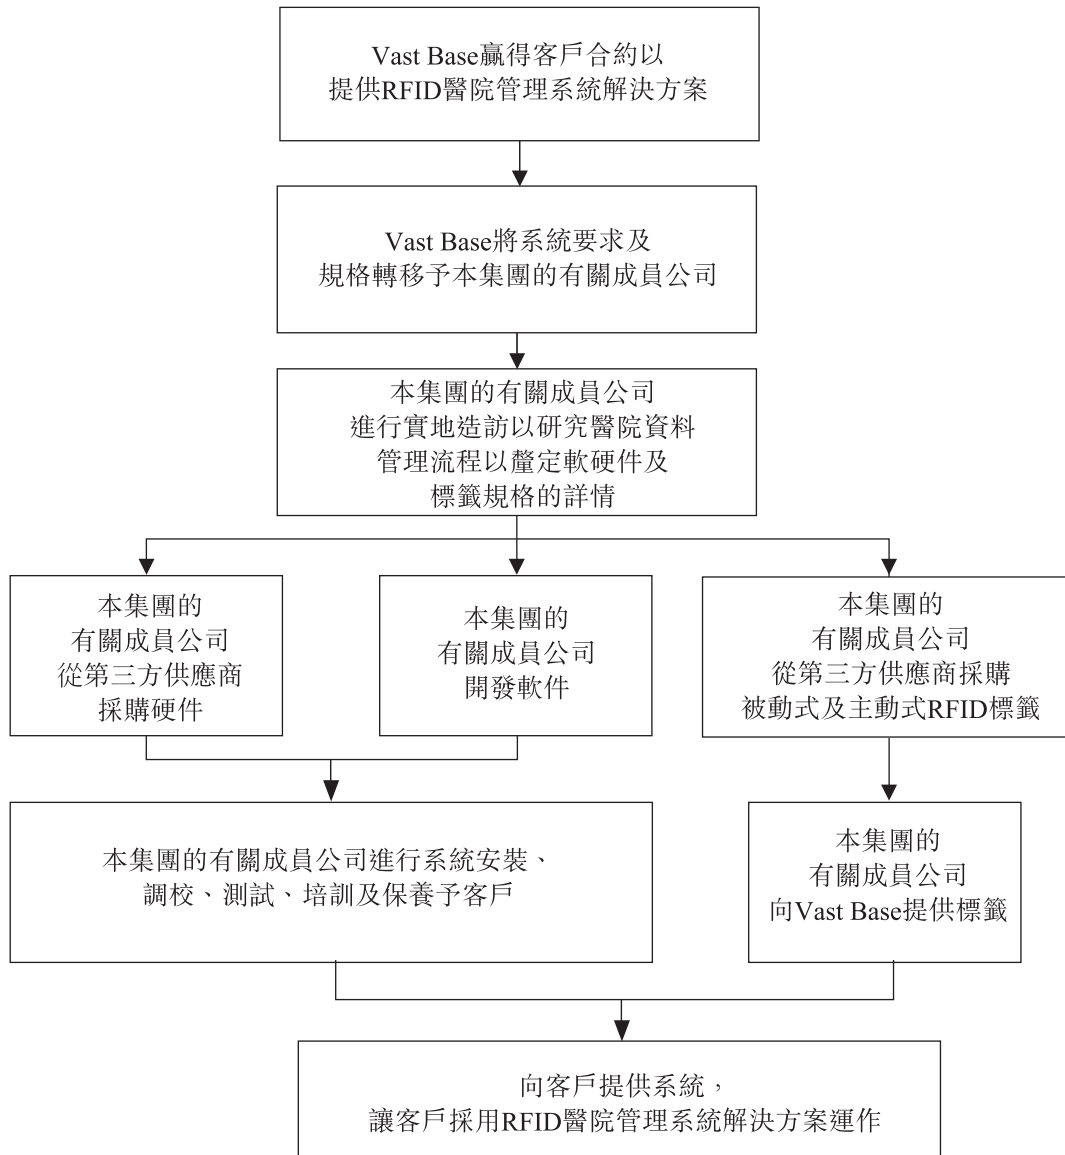 Vast Base贏得客戶合約以
提供RFID醫院管理系統解決方案
Vast Base將系統要求及
規格轉移予本集團的有關成員公司
本集團的有關成員公司
進行實地造訪以研究醫院資料
管理流程以釐定軟硬件及
標籤規格的詳情
本集團的
有關成員公司
從第三方供應商
採購硬件
本集團的
有關成員公司
開發軟件
本集團的
有關成員公司
從第三方供應商採購
被動式及主動式RFID標籤
本集團的有關成員公司進行系統安裝、
調校、測試、培訓及保養予客戶
本集團的
有關成員公司
向Vast Base提供標籤
向客戶提供系統，
讓客戶採用RFID醫院管理系統解決方案運作